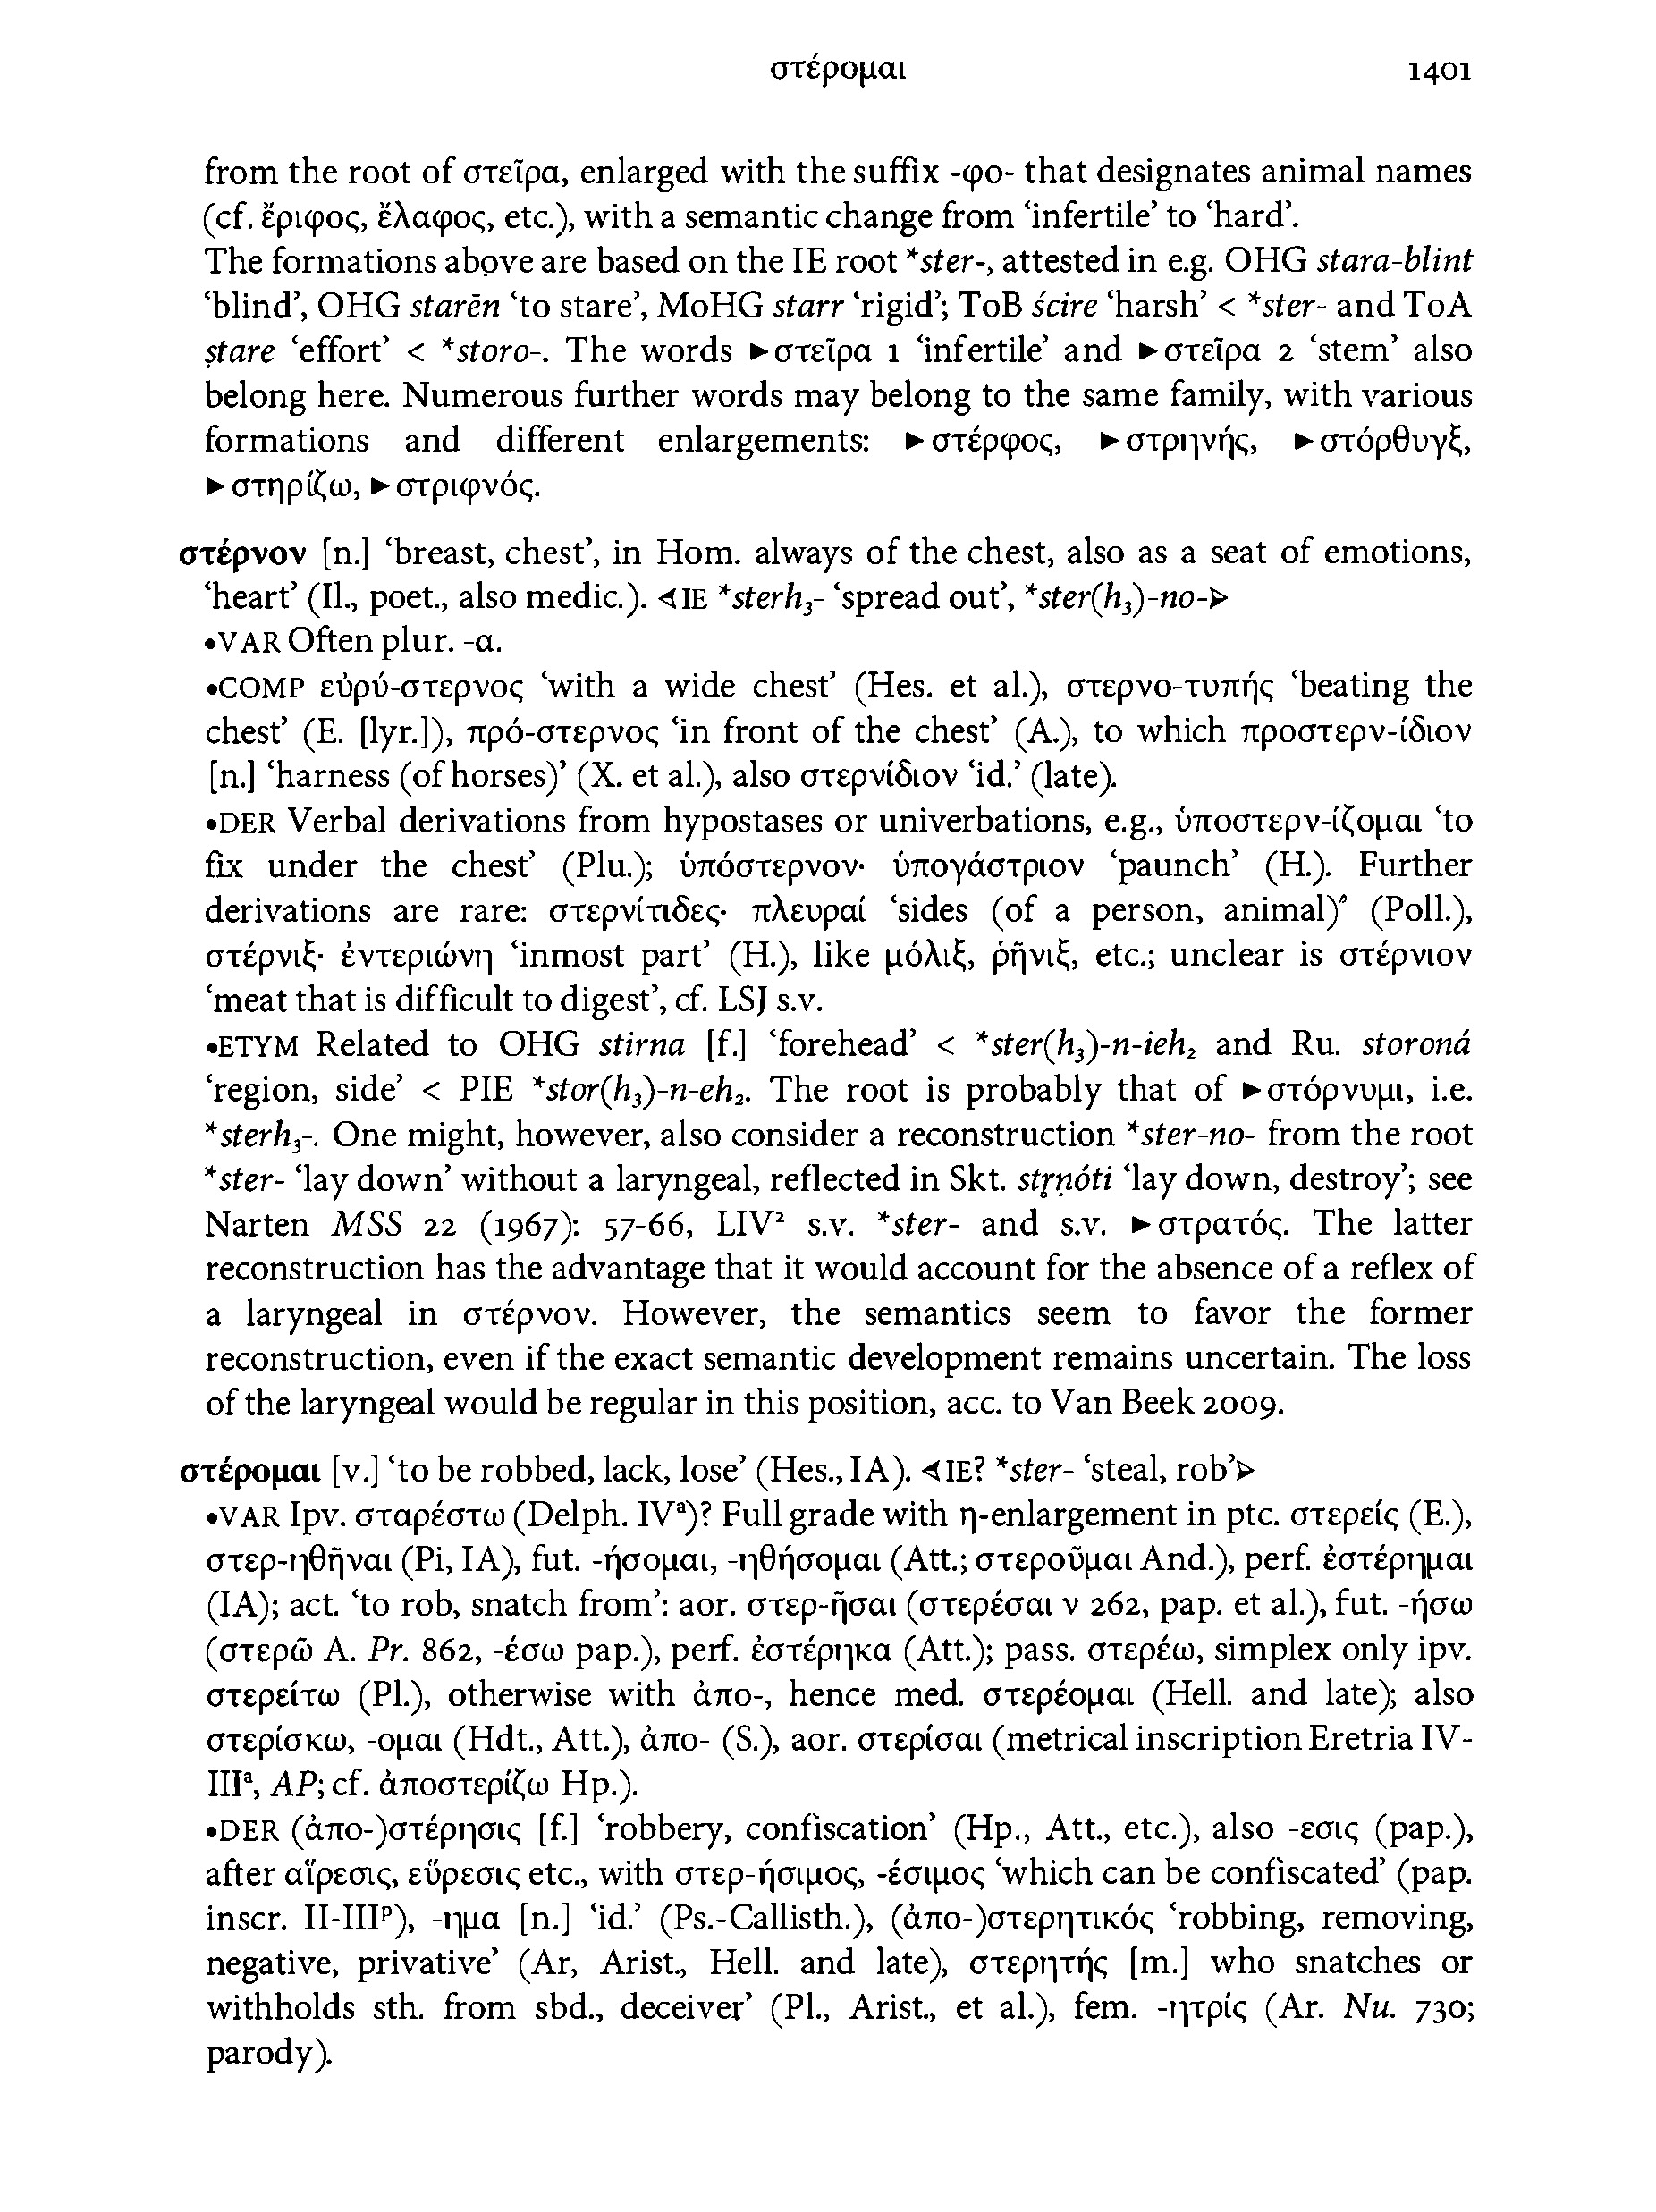 στέρομαι 1401
from the root of στεῖρα, enlarged with the suffix -φο- that designates animal names
(cf. ἔριφος, ἔλαφος, etc.), with a semantic change from ‘infertile’ to ‘hard’.
The formations above are based on the IE root *ster-, attested in e.g. OHG stara-blint
‘blind’, OHG starēn ‘to stare’, MoHG starr ‘rigid’; ToB ścire ‘harsh’ < *ster- and ToA
ṣtare ‘effort’ < *storo-. The words ►στεῖρα 1 ‘infertile’ and ►στεῖρα 2 ‘stem’ also
belong here. Numerous further words may belong to the same family, with various
formations and different enlargements: ►στέρφος, ►στρηνής, ►στόρθυγξ,
►στηρίζω, ►στριφνός.
στέρνον [n.] ‘breast, chest’, in Hom. always of the chest, also as a seat of emotions,
‘heart’ (Il., poet., also medic.). ⊲IE *sterh₃- ‘spread out’, *ster(h₃)-no-⊳
•VAR Often plur. -α.
•COMP εὐρύ-στερνος ‘with a wide chest’ (Hes. et al.), στερνο-τυπής ‘beating the
chest’ (E. [lyr.]), πρό-στερνος ‘in front of the chest’ (A.), to which προστερν-ίδιον
[n.] ‘harness (of horses)’ (X. et al.), also στερνίδιον ‘id.’ (late).
•DER Verbal derivations from hypostases or univerbations, e.g., ὑποστερν-ίζομαι ‘to
fix under the chest’ (Plu.); ὑπόστερνον· ὑπογάστριον ‘paunch’ (H.). Further
derivations are rare: στερνίτιδες· πλευραί ‘sides (of a person, animal)’ (Poll.),
στέρνιξ· ἐντεριώνη ‘inmost part’ (H.), like μόλιξ, ῥῆνιξ, etc.; unclear is στέρνιον
‘meat that is difficult to digest’, cf. LSJ s.v.
•ETYM Related to OHG stirna [f.] ‘forehead’ < *ster(h₃)-n-ieh₂ and Ru. storoná
‘region, side’ < PIE *stor(h₃)-n-eh₂. The root is probably that of ►στόρνυμι, i.e.
*sterh₃-. One might, however, also consider a reconstruction *ster-no- from the root
*ster- ‘lay down’ without a laryngeal, reflected in Skt. stṛṇóti ‘lay down, destroy’; see
Narten MSS 22 (1967): 57-66, LIV² s.v. *ster- and s.v. ►στρατός. The latter
reconstruction has the advantage that it would account for the absence of a reflex of
a laryngeal in στέρνον. However, the semantics seem to favor the former
reconstruction, even if the exact semantic development remains uncertain. The loss
of the laryngeal would be regular in this position, acc. to Van Beek 2009.
στέρομαι [v.] ‘to be robbed, lack, lose’ (Hes., IA). ⊲IE? *ster- ‘steal, rob’⊳
•VAR Ipv. σταρέστω (Delph. IVᵃ)? Full grade with η-enlargement in ptc. στερείς (E.),
στερ-ηθῆναι (Pi, IA), fut. -ήσομαι, -ηθήσομαι (Att.; στεροῦμαι And.), perf. ἐστέρημαι
(IA); act. ‘to rob, snatch from’: aor. στερ-ῆσαι (στερέσαι ν 262, pap. et al.), fut. -ήσω
(στερῶ A. Pr. 862, -έσω pap.), perf. ἐστέρηκα (Att.); pass. στερέω, simplex only ipv.
στερείτω (Pl.), otherwise with ἀπο-, hence med. στερέομαι (Hell. and late); also
στερίσκω, -ομαι (Hdt., Att.), ἀπο- (S.), aor. στερίσαι (metrical inscription Eretria IV-
IIIᵃ, AP; cf. ἀποστερίζω Hp.).
•DER (ἀπο-)στέρησις [f.] ‘robbery, confiscation’ (Hp., Att., etc.), also -εσις (pap.),
after αἵρεσις, εὕρεσις etc., with στερ-ήσιμος, -έσιμος ‘which can be confiscated’ (pap.
inscr. II-IIIᵖ), -ημα [n.] ‘id.’ (Ps.-Callisth.), (ἀπο-)στερητικός ‘robbing, removing,
negative, privative’ (Ar, Arist., Hell. and late), στερητής [m.] who snatches or
withholds sth. from sbd., deceiver’ (Pl., Arist., et al.), fem. -ητρίς (Ar. Nu. 730;
parody).